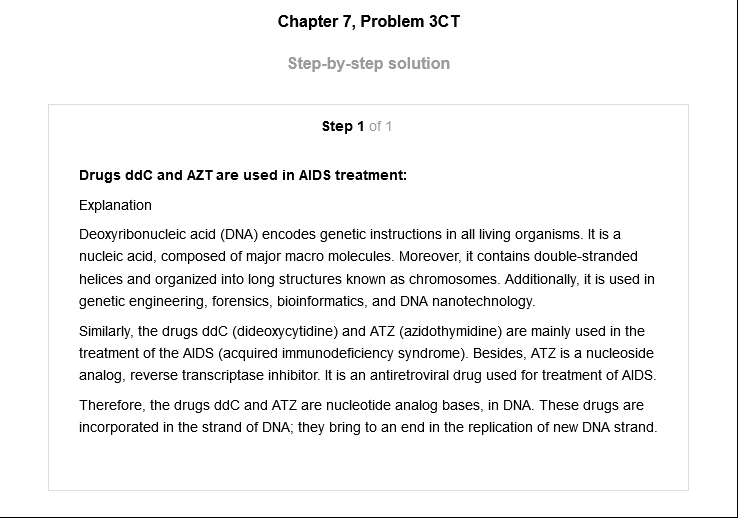 Chapter 7, Problem 3CT
Step-by-step solution
Step 1 of 1
Drugs ddC and AZT are used in AIDS treatment:
Explanation
Deoxyribonucleic acid (DNA) encodes genetic instructions in all living organisms. It is a
nucleic acid, composed of major macro molecules. Moreover, it contains double-stranded
helices and organized into long structures known as chromosomes. Additionally, it is used in
genetic engineering, forensics, bioinformatics, and DNA nanotechnology.
Similarly, the drugs ddC (dideoxycytidine) and ATZ (azidothymidine) are mainly used in the
treatment of the AIDS (acquired immunodeficiency syndrome). Besides, ATZ is a nucleoside
analog, reverse transcriptase inhibitor. It is an antiretroviral drug used for treatment of AIDS.
Therefore, the drugs ddC and ATZ are nucleotide analog bases, in DNA. These drugs are
incorporated in the strand of DNA; they bring to an end in the replication of new DNA strand.